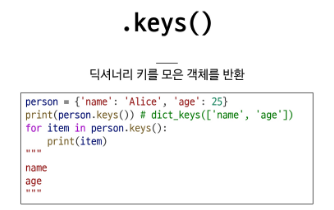 .keys()
딕셔너리 키를 모은 객체를 반환
person = {'name': 'Alice', 'age': 25}
print(person.keys()) # dict_keys(['name', 'age'])
for item in person.keys():
    print(item)
"""
name
age
"""